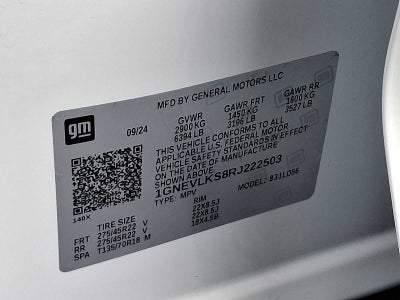 gm
MFD BY GENERAL MOTORS LLC
09/24
GVWR GAWR FRT GAWR RR
2900KG 1450KG 1600KG
6394 LB 3196 LB 3527 LB
THIS VEHICLE CONFORMS TO ALL
APPLICABLE U.S. FEDERAL MOTOR
VEHICLE SAFETY STANDARDS IN EFFECT
ON THE DATE OF MANUFACTURE
SHOWN ABOVE
1GNEVLKS8RJ222503
TYPE: MPV MODEL:
140X
TIRE SIZE RIM
FRT 275/45R22 V 22X8.5J
RR 275/45R22 V 22X8.5J
SPA T135/70R18 M 18X4.5B